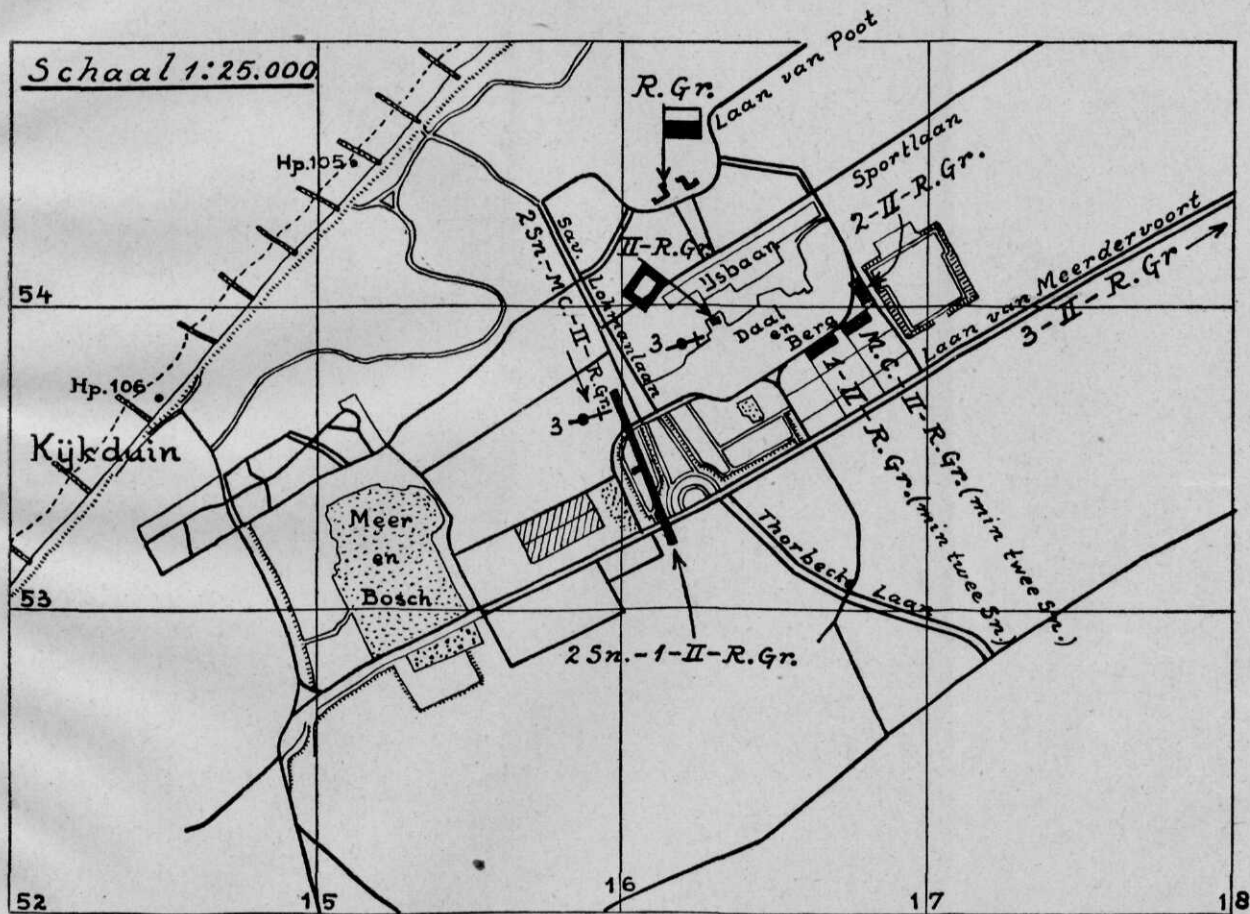 Schaal 1:25.000
R. Gr.
Laan van Poot
Hp. 105
Sportlaan
2-II-R.Gr.
2 Sn.-M.C.-II-R.Gr.
Sav. Lohmanlaan
II-R.Gr.
IJsbaan
Daal
en
Berg
Laan van Meerdervoort
3-II-R.Gr
54
3
3
M.C.-II-R.Gr.(min twee Sn.)
1-II-R.Gr.(min twee Sn.)
Hp. 106
Kijkduin
Meer
en
Bosch
Thorbecke Laan
53
2 Sn.-1-II-R.Gr.
52
15
16
17
18